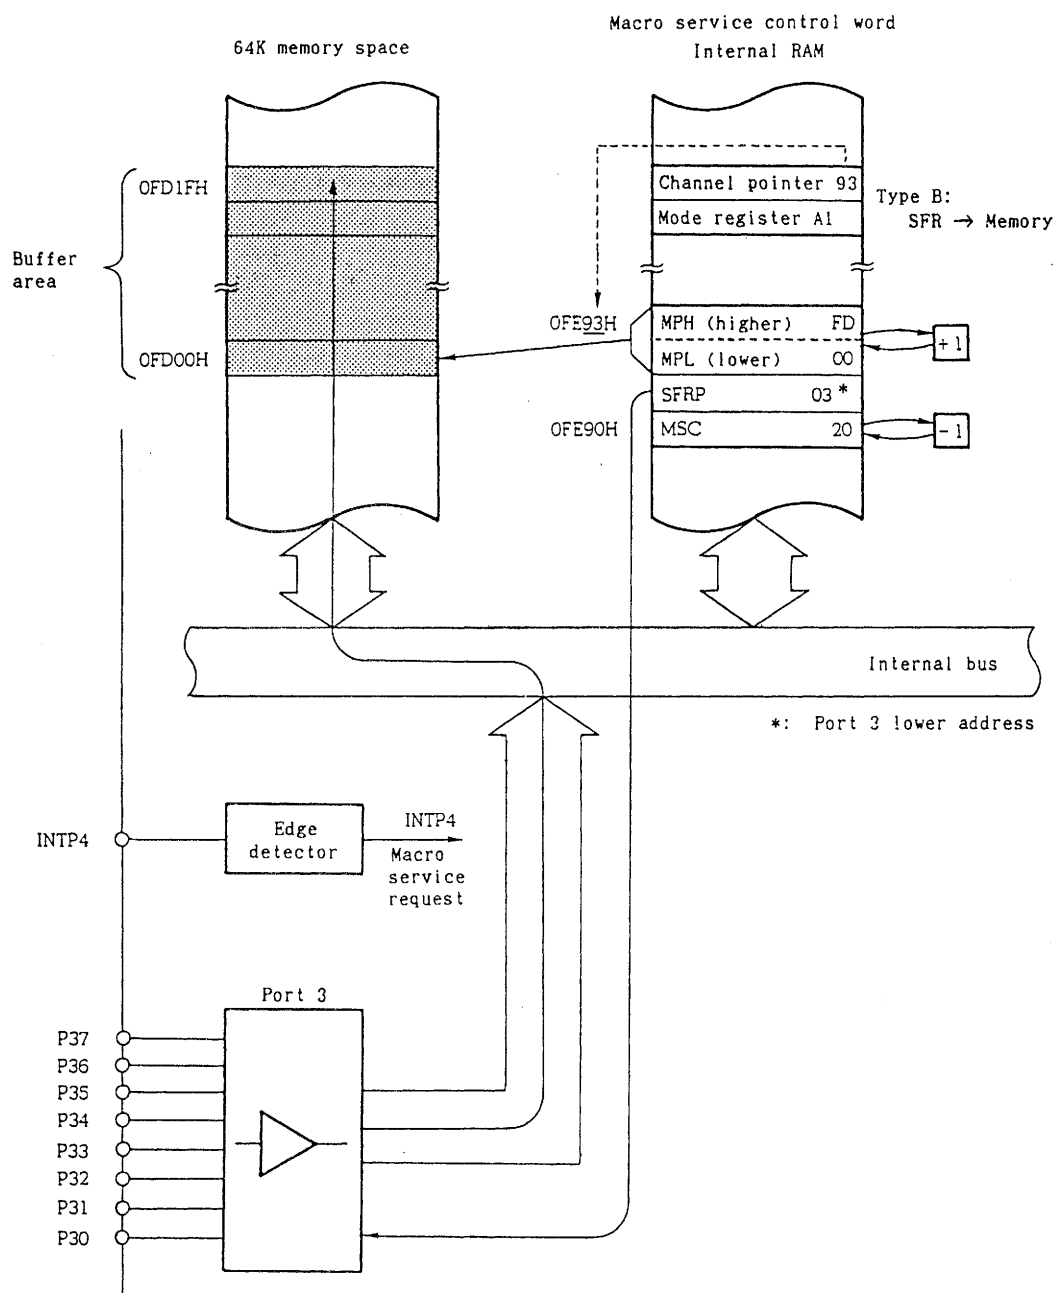 Macro service control word
64K memory space
Internal RAM
0FD1FH
Channel pointer 93
Mode register A1
Type B:
SFR → Memory
Buffer
area
0FE93H
MPH (higher) FD
+1
0FD00H
MPL (lower) 00
SFRP 03 *
0FE90H
MSC 20
-1
Internal bus
*: Port 3 lower address
INTP4
Edge
detector
INTP4
Macro
service
request
Port 3
P37
P36
P35
P34
P33
P32
P31
P30